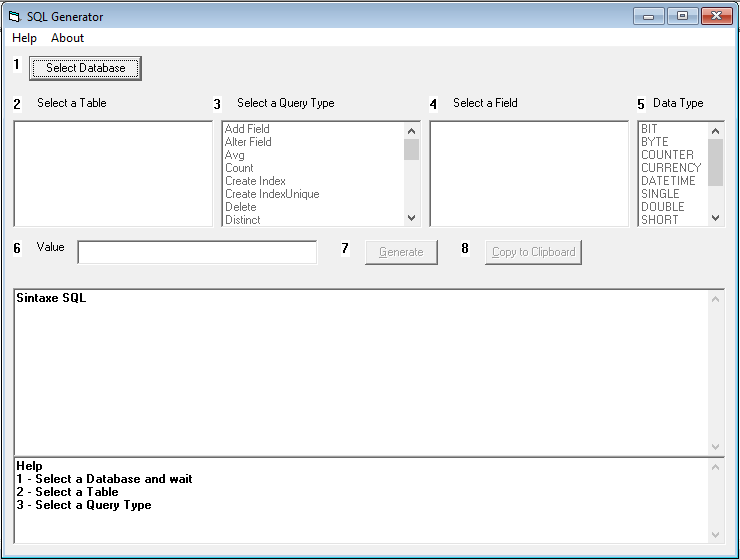 SQL Generator
Help About
1 Select Database
2 Select a Table 3 Select a Query Type 4 Select a Field 5 Data Type
Add Field BIT
Alter Field BYTE
Avg COUNTER
Count CURRENCY
Create Index DATETIME
Create IndexUnique SINGLE
Delete DOUBLE
Distinct SHORT
6 Value 7 Generate 8 Copy to Clipboard
Sintaxe SQL
Help
1 - Select a Database and wait
2 - Select a Table
3 - Select a Query Type